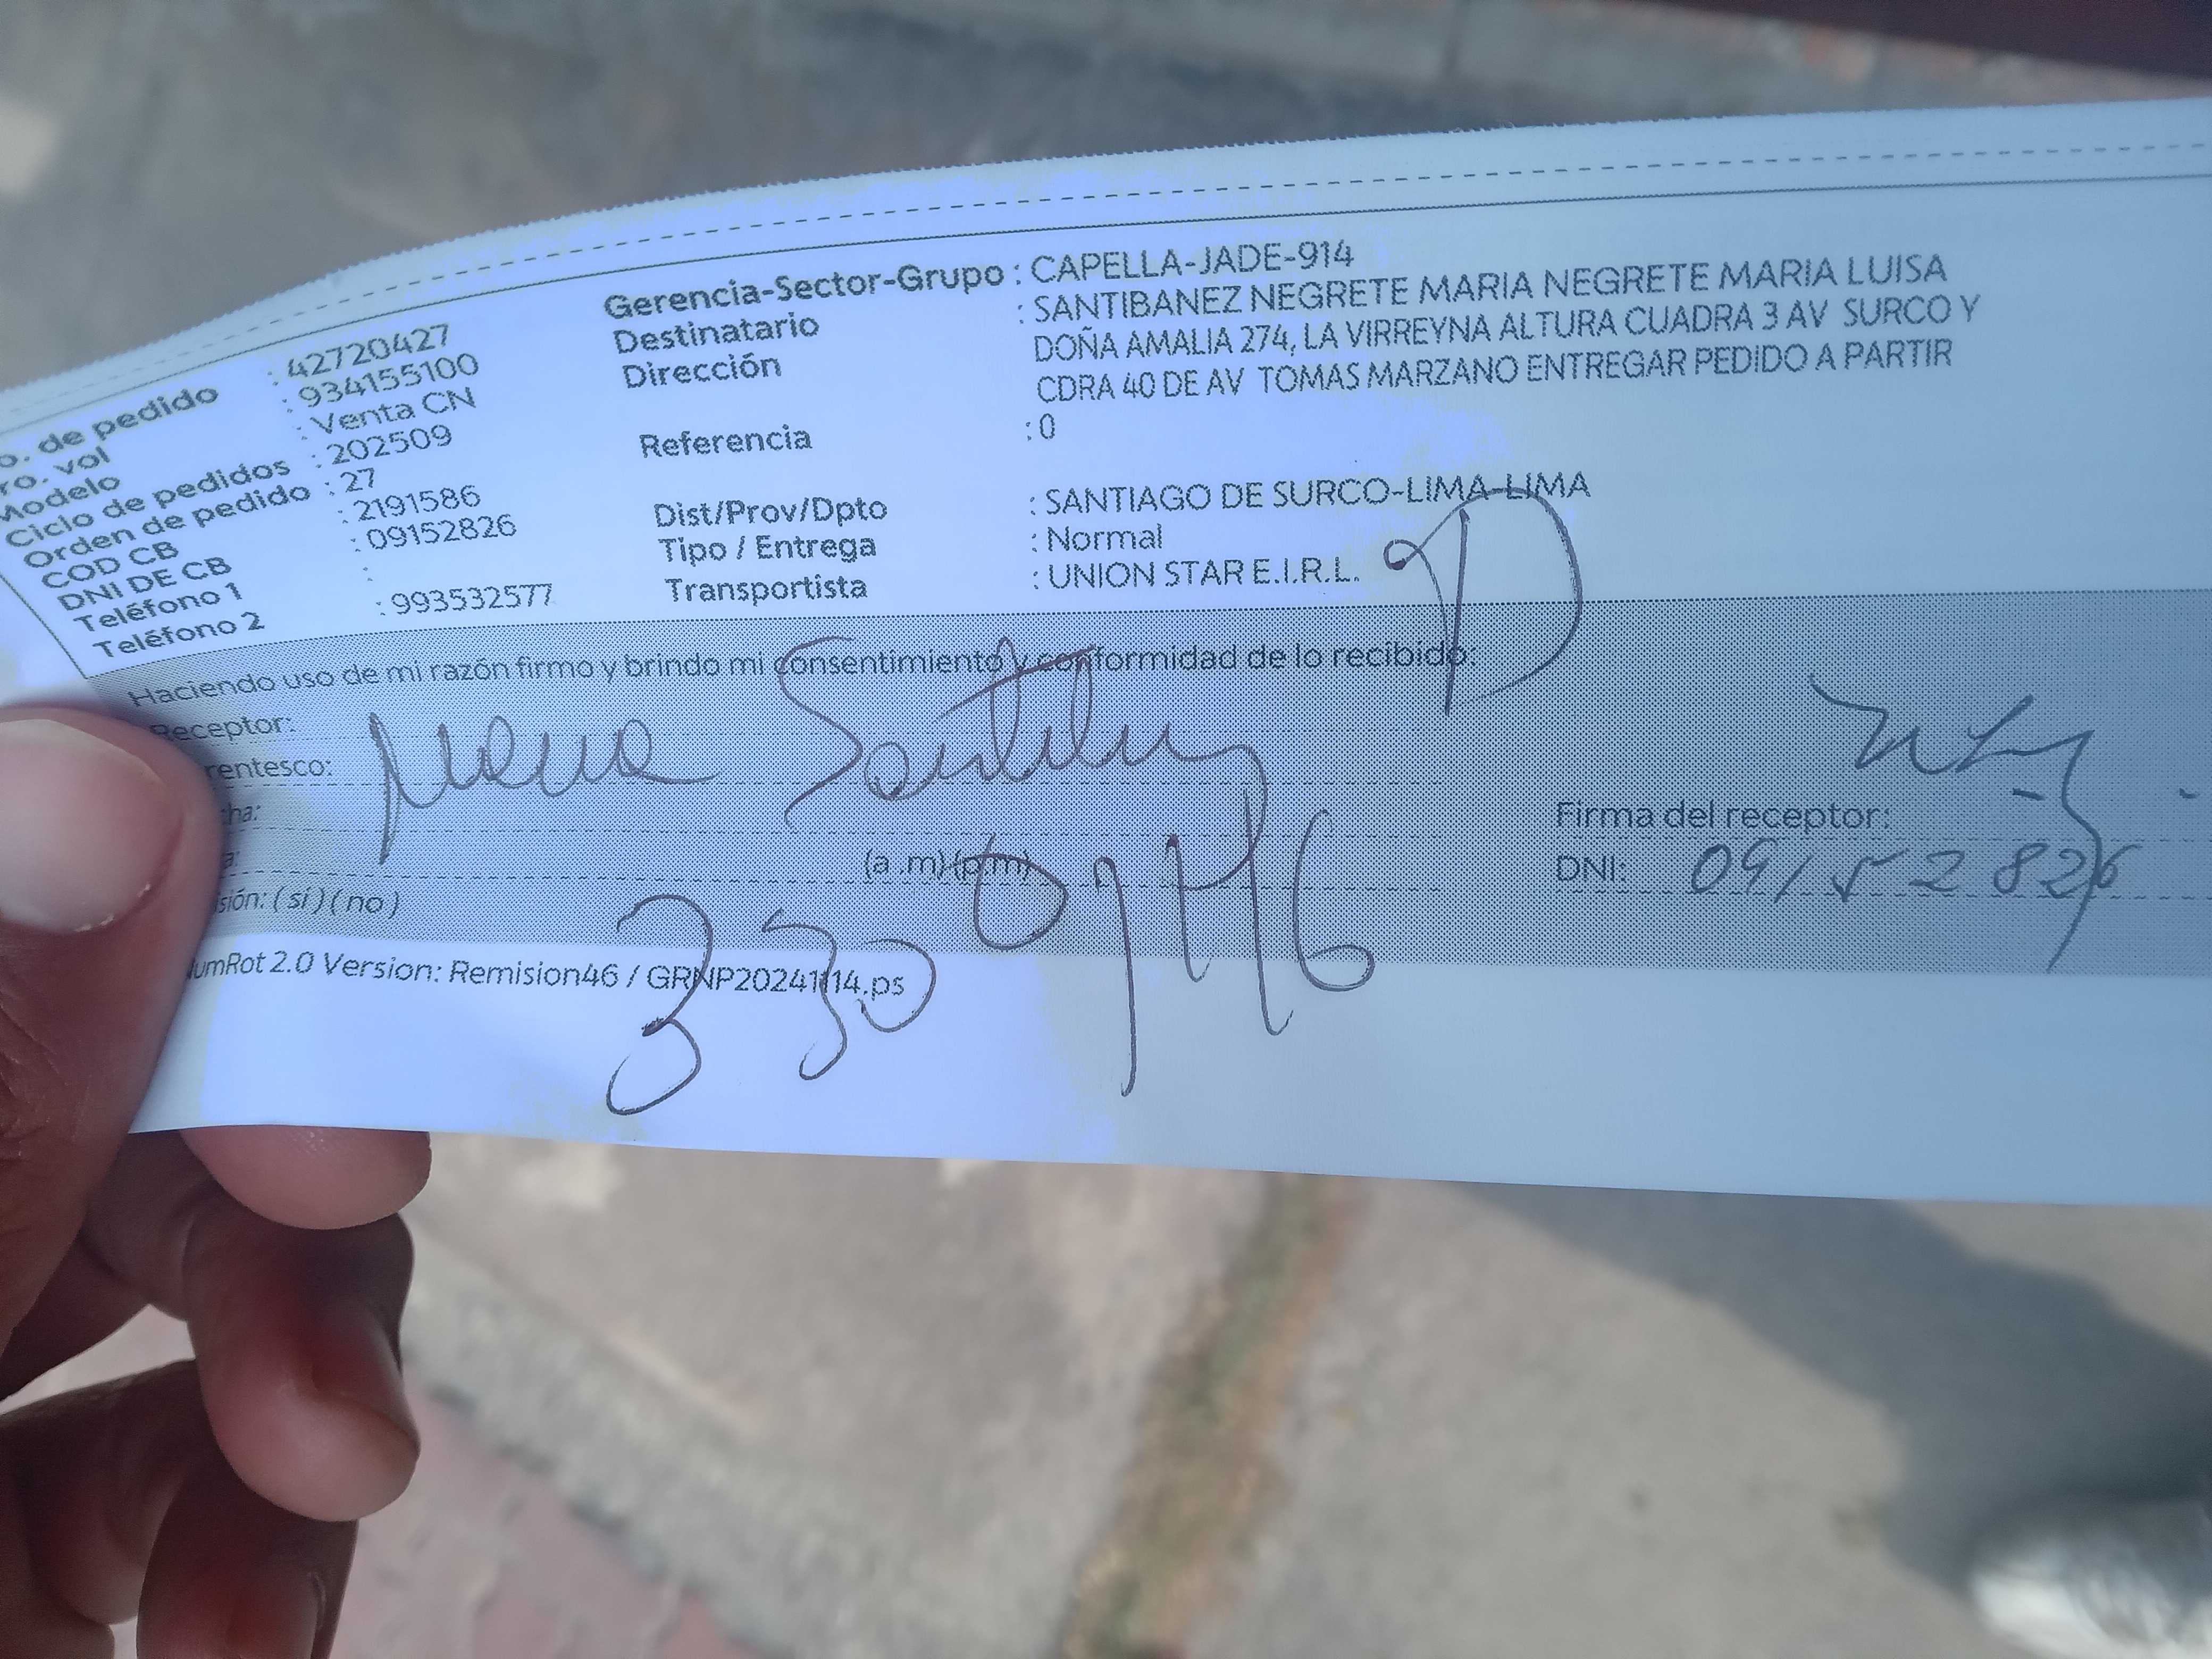 o. de pedido : 42720427
ro. vol : 934155100
Modelo : Venta CN
Ciclo de pedidos : 202509
Orden de pedido : 27
COD CB : 2191586
DNI DE CB : 09152826
Teléfono 1 :
Teléfono 2 : 993532577
Gerencia-Sector-Grupo : CAPELLA-JADE-914
Destinatario : SANTIBANEZ NEGRETE MARIA NEGRETE MARIA LUISA
Dirección DOÑA AMALIA 274, LA VIRREYNA ALTURA CUADRA 3 AV SURCO Y
CDRA 40 DE AV TOMAS MARZANO ENTREGAR PEDIDO A PARTIR
Referencia : 0
Dist/Prov/Dpto : SANTIAGO DE SURCO-LIMA-LIMA
Tipo / Entrega : Normal
Transportista : UNION STAR E.I.R.L.
Haciendo uso de mi razón firmo y brindo mi consentimiento y conformidad de lo recibido:
Receptor:
rentesco: Maria
cha:
a: (a.m)(p.m)
sión: (si) (no)
Firma del receptor:
DNI: 09152826
umRot 2.0 Version: Remision46 / GRNP20241114.ps
330